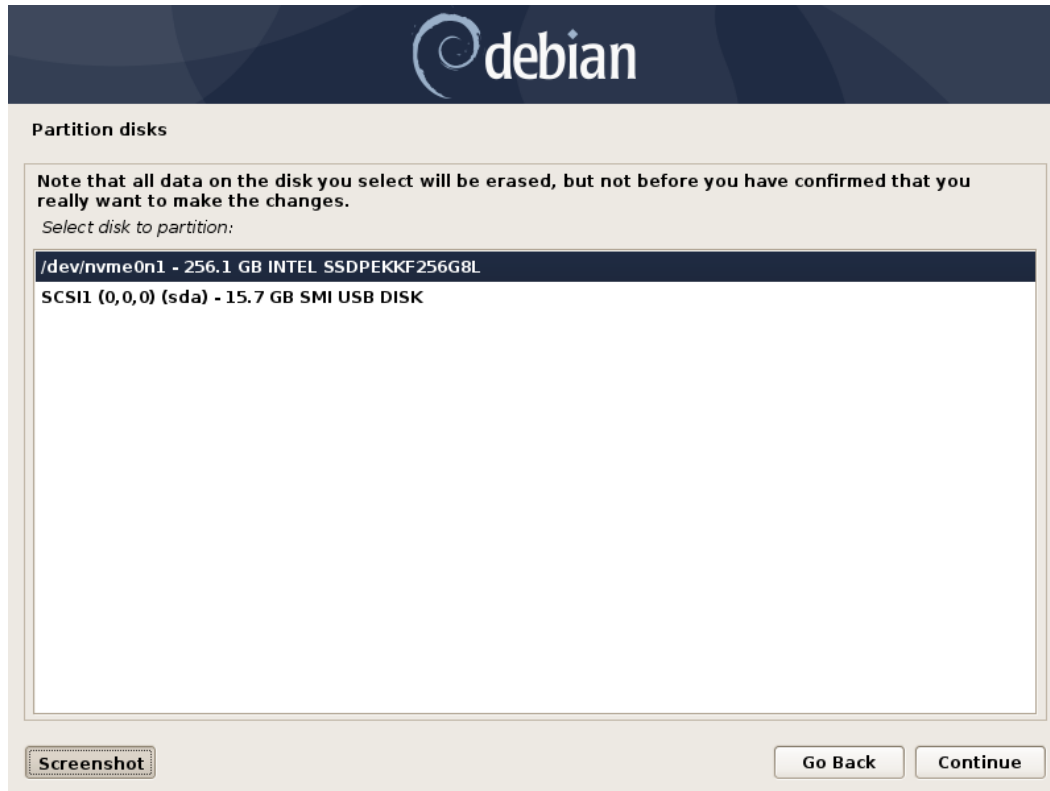 debian
Partition disks
Note that all data on the disk you select will be erased, but not before you have confirmed that you
really want to make the changes.
Select disk to partition:
/dev/nvme0n1 - 256.1 GB INTEL SSDPEKKF256G8L
SCSI1 (0,0,0) (sda) - 15.7 GB SMI USB DISK
Screenshot
Go Back
Continue